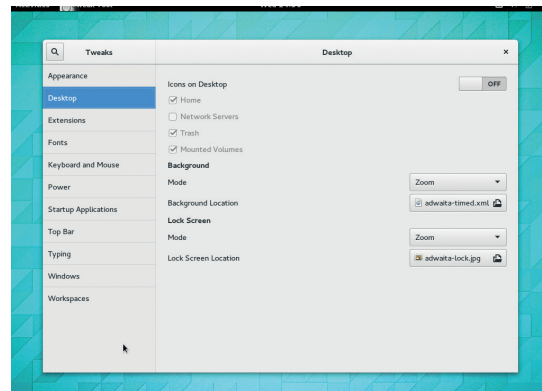 Tweaks
Desktop
Appearance
Desktop
Extensions
Fonts
Keyboard and Mouse
Power
Startup Applications
Top Bar
Typing
Windows
Workspaces
Icons on Desktop
OFF
Home
Network Servers
Trash
Mounted Volumes
Background
Mode
Zoom
Background Location
adwaita-timed.xml
Lock Screen
Mode
Zoom
Lock Screen Location
adwaita-lock.jpg